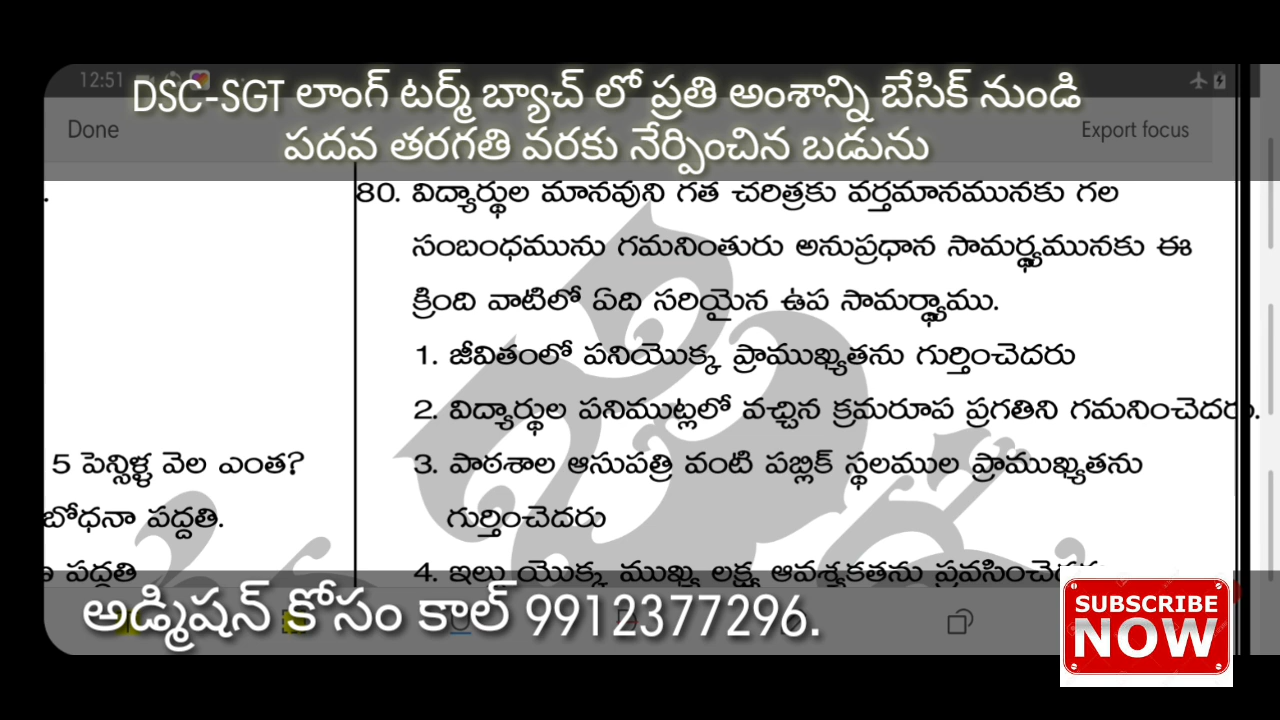 12:51
DSC-SGT లాంగ్ టర్మ్ బ్యాచ్ లో ప్రతి అంశాన్ని బేసిక్ నుండి
పదవ తరగతి వరకు నేర్పించిన బడును
Done
Export focus
80. విద్యార్థుల మానవుని గత చరిత్రకు వర్తమానమునకు గల
సంబంధమును గమనింతురు అనుప్రధాన సామర్థ్యమునకు ఈ
క్రింది వాటిలో ఏది సరియైన ఉప సామర్థ్యాము.
1. జీవితంలో పనియొక్క ప్రాముఖ్యతను గుర్తించెదరు
2. విద్యార్థుల పనిముట్లలో వచ్చిన క్రమరూప ప్రగతిని గమనించెదరు.
5 పెన్సిళ్ళ వెల ఎంత?
3. పాఠశాల ఆసుపత్రి వంటి పబ్లిక్ స్థలముల ప్రాముఖ్యతను
బోధనా పద్దతి.
గుర్తించెదరు
పద్దతి
4. ఇల్లు యొక్క ముఖ్య లక్ష్య ఆవశ్యకతను
అడ్మిషన్ కోసం కాల్ 9912377296.
SUBSCRIBE
NOW